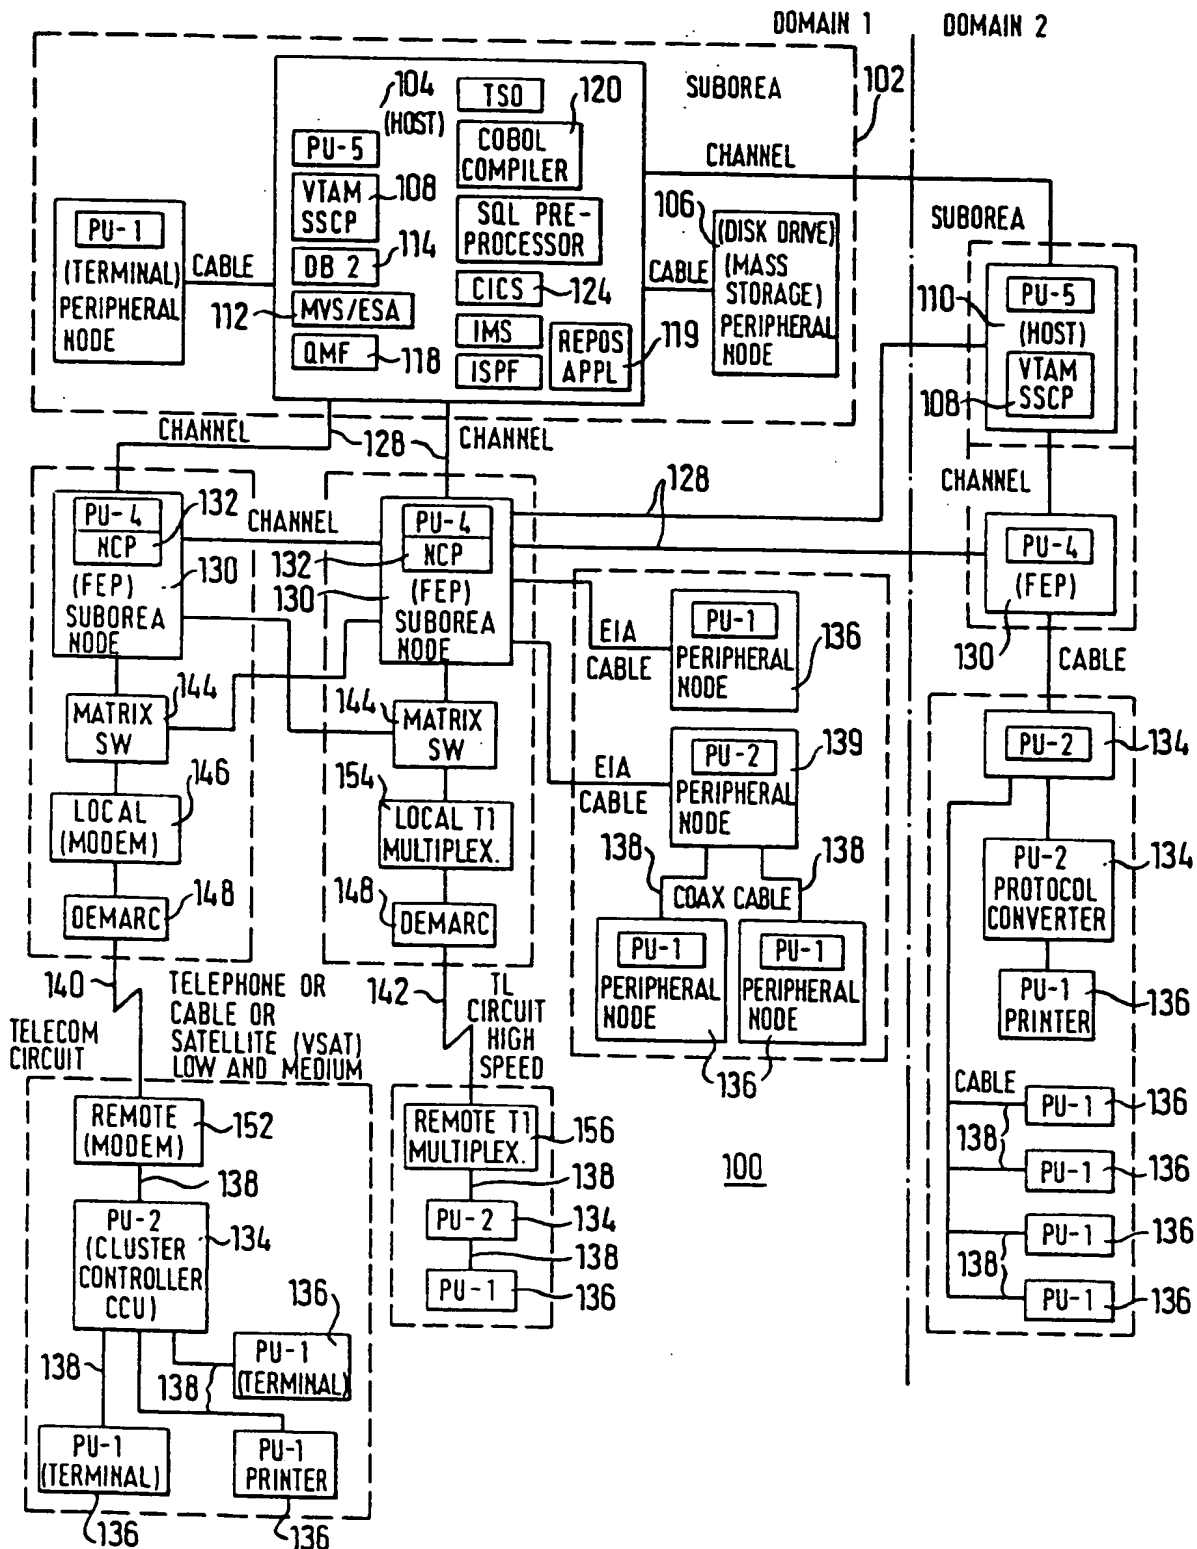 DOMAIN 1
DOMAIN 2
104
(HOST)
TSO
120
SUBOREA
102
PU-5
COBOL
COMPILER
CHANNEL
VTAM
SSCP
108
SQL PRE-
PROCESSOR
106
(DISK DRIVE)
(MASS
STORAGE)
PERIPHERAL
NODE
SUBOREA
PU-1
(TERMINAL)
PERIPHERAL
NODE
CABLE
DB 2
114
CABLE
CICS
124
110
PU-5
(HOST)
VTAM
SSCP
108
112
MVS/ESA
IMS
REPOS
APPL
119
QMF
118
ISPF
CHANNEL
128
CHANNEL
CHANNEL
128
PU-4
NCP
132
(FEP)
SUBOREA
NODE
130
CHANNEL
PU-4
NCP
132
(FEP)
SUBOREA
NODE
130
PU-4
(FEP)
130
CABLE
EIA
CABLE
PU-1
PERIPHERAL
NODE
136
MATRIX
SW
144
144
MATRIX
SW
EIA
CABLE
PU-2
PERIPHERAL
NODE
139
PU-2
134
LOCAL
(MODEM)
146
154
LOCAL T1
MULTIPLEX.
138
138
COAX CABLE
PU-2
PROTOCOL
CONVERTER
134
DEMARC
148
148
DEMARC
PU-1
PERIPHERAL
NODE
PU-1
PERIPHERAL
NODE
136
PU-1
PRINTER
136
140
TELEPHONE OR
CABLE OR
SATELLITE (VSAT)
LOW AND MEDIUM
TELECOM
CIRCUIT
142
TL
CIRCUIT
HIGH
SPEED
CABLE
PU-1
136
138
PU-1
136
PU-1
136
138
PU-1
136
REMOTE
(MODEM)
152
REMOTE T1
MULTIPLEX.
156
100
138
138
PU-2
(CLUSTER
CONTROLLER
CCU)
134
PU-2
134
138
PU-1
136
136
138
138
PU-1
(TERMINAL)
PU-1
(TERMINAL)
PU-1
PRINTER
136
136